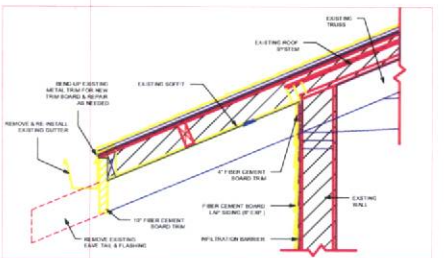 EXISTING
TRUSS
EXISTING ROOF
SYSTEM
BEND UP EXISTING
METAL TRIM FOR NEW
TRIM BOARD & REPAIR
AS NEEDED
EXISTING SOFFIT
REMOVE & RE-INSTALL
EXISTING GUTTER
4" FIBER CEMENT
BOARD TRIM
FIBER CEMENT BOARD
LAP SIDING
EXISTING
WALL
10" FIBER CEMENT
BOARD TRIM
REMOVE EXISTING
EAVE TAIL & FLASHING
INFILTRATION BARRIER